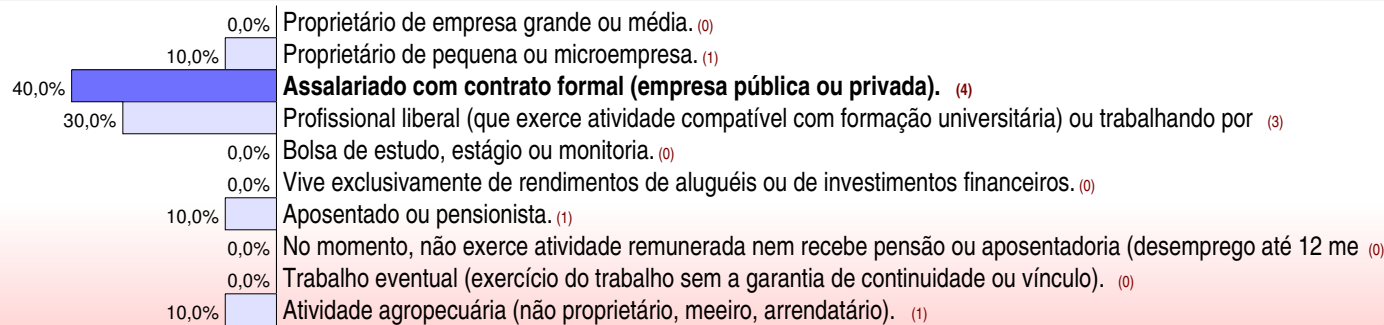 0,0% Proprietário de empresa grande ou média. (0)
10,0% Proprietário de pequena ou microempresa. (1)
40,0% Assalariado com contrato formal (empresa pública ou privada). (4)
30,0% Profissional liberal (que exerce atividade compatível com formação universitária) ou trabalhando por (3)
0,0% Bolsa de estudo, estágio ou monitoria. (0)
0,0% Vive exclusivamente de rendimentos de aluguéis ou de investimentos financeiros. (0)
10,0% Aposentado ou pensionista. (1)
0,0% No momento, não exerce atividade remunerada nem recebe pensão ou aposentadoria (desemprego até 12 me (0)
0,0% Trabalho eventual (exercício do trabalho sem a garantia de continuidade ou vínculo). (0)
10,0% Atividade agropecuária (não proprietário, meeiro, arrendatário). (1)